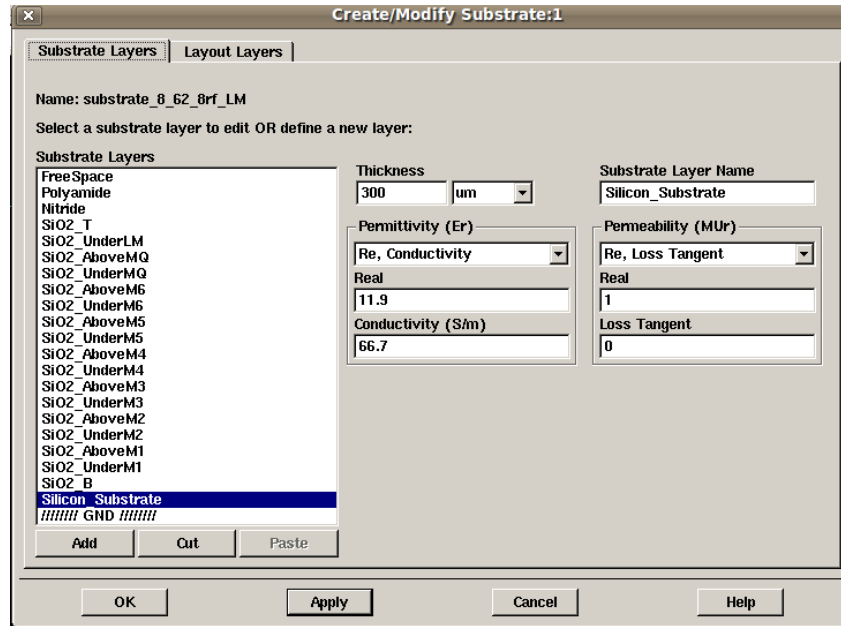 Create/Modify Substrate:1
Substrate Layers
Layout Layers
Name: substrate_8_62_8rf_LM
Select a substrate layer to edit OR define a new layer:
Substrate Layers
FreeSpace
Polyamide
Nitride
SiO2_T
SiO2_UnderLM
SiO2_AboveMQ
SiO2_UnderMQ
SiO2_AboveM6
SiO2_UnderM6
SiO2_AboveM5
SiO2_UnderM5
SiO2_AboveM4
SiO2_UnderM4
SiO2_AboveM3
SiO2_UnderM3
SiO2_AboveM2
SiO2_UnderM2
SiO2_AboveM1
SiO2_UnderM1
SiO2_B
Silicon_Substrate
//////// GND ////////
Add
Cut
Paste
Thickness
300
um
Substrate Layer Name
Silicon_Substrate
Permittivity (Er)
Re, Conductivity
Real
11.9
Conductivity (S/m)
66.7
Permeability (MUr)
Re, Loss Tangent
Real
1
Loss Tangent
0
OK
Apply
Cancel
Help